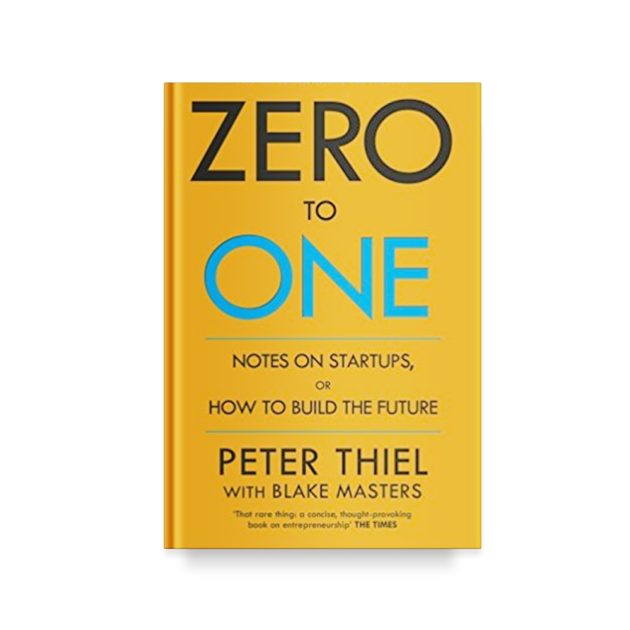 ZERO
TO
ONE
NOTES ON STARTUPS,
OR
HOW TO BUILD THE FUTURE
PETER THIEL
WITH BLAKE MASTERS
'That rare thing: a concise, thought-provoking
book on entrepreneurship' THE TIMES